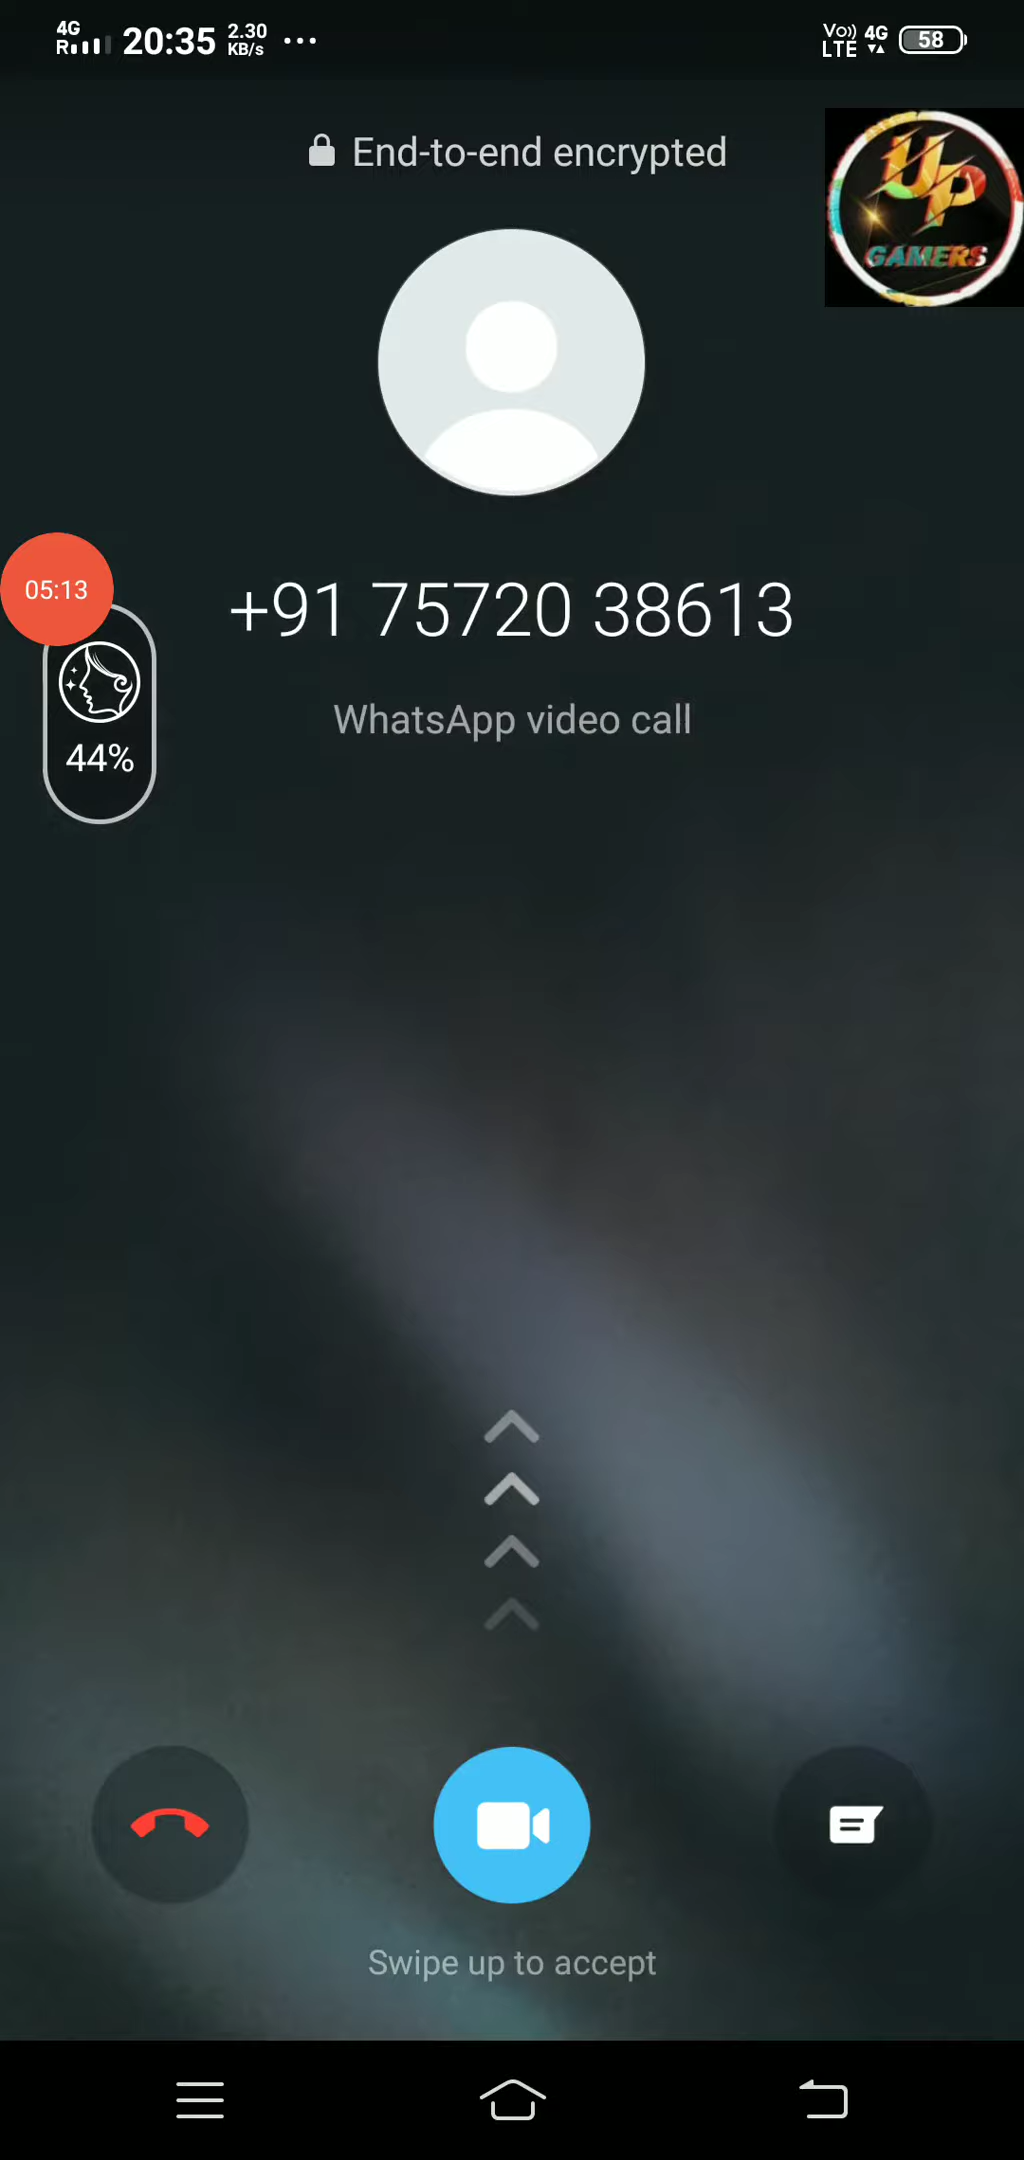 4G
R
20:35
2.30
KB/s
...
Vo))
LTE
4G
58
End-to-end encrypted
UP
GAMERS
05:13
+91 75720 38613
WhatsApp video call
44%
Swipe up to accept